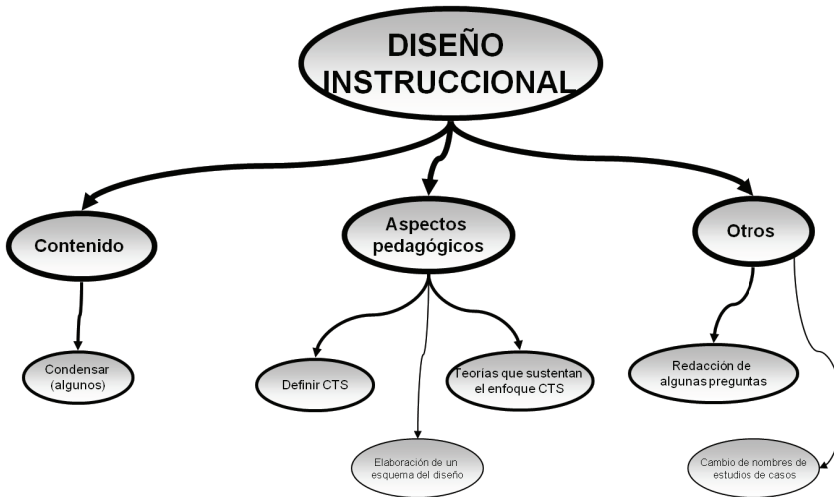 DISEÑO
INSTRUCCIONAL
Contenido
Aspectos
pedagógicos
Otros
Condensar
(algunos)
Definir CTS
Teorías que sustentan
el enfoque CTS
Redacción de
algunas preguntas
Elaboración de un
esquema del diseño
Cambio de nombres de
estudios de casos